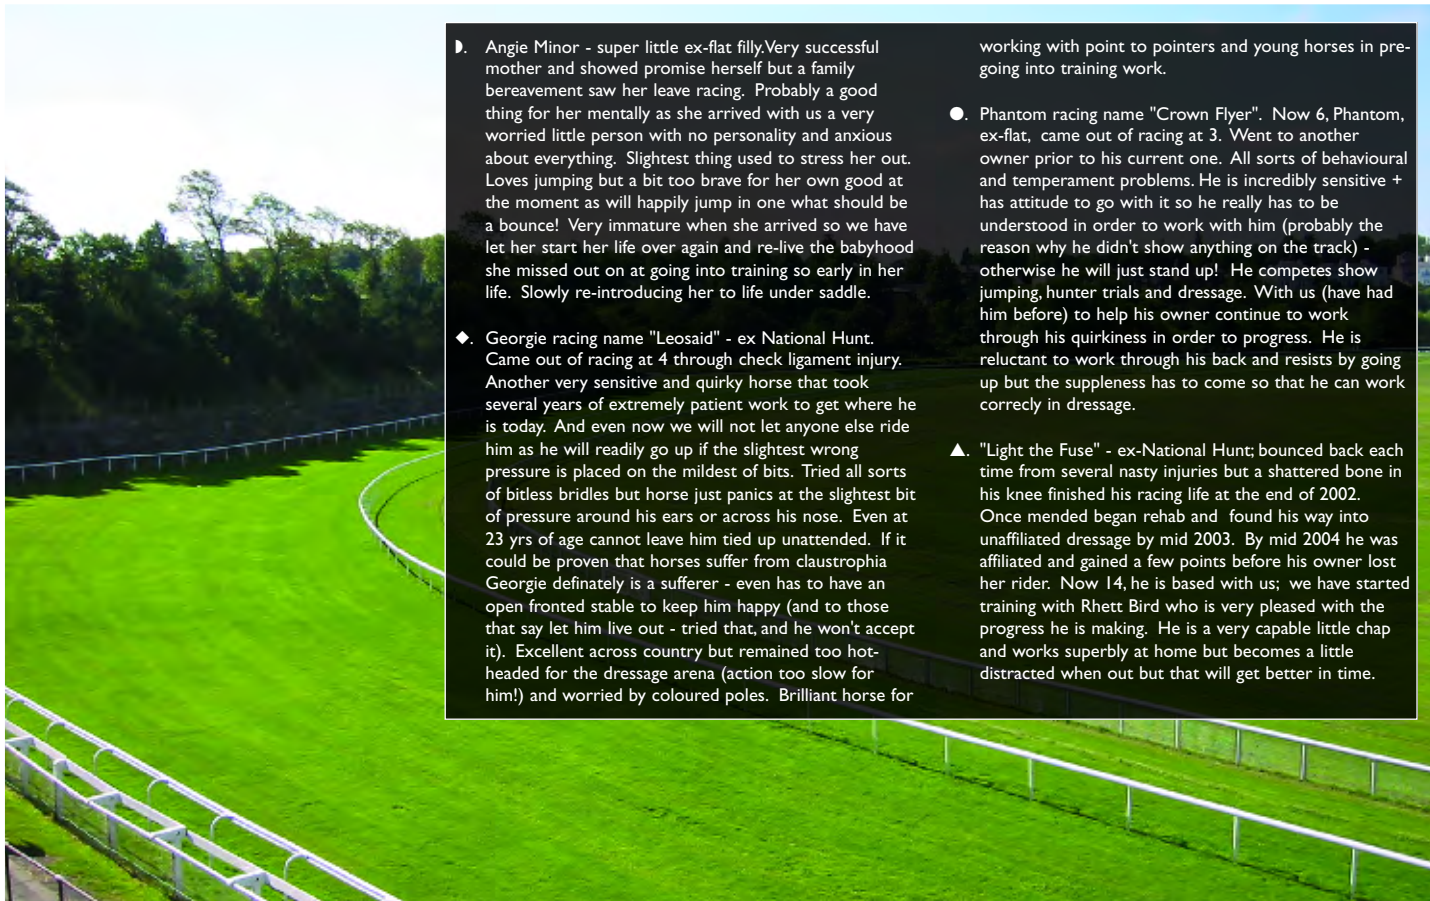 ◗. Angie Minor - super little ex-flat filly.Very successful
mother and showed promise herself but a family
bereavement saw her leave racing. Probably a good
thing for her mentally as she arrived with us a very
worried little person with no personality and anxious
about everything. Slightest thing used to stress her out.
Loves jumping but a bit too brave for her own good at
the moment as will happily jump in one what should be
a bounce! Very immature when she arrived so we have
let her start her life over again and re-live the babyhood
she missed out on at going into training so early in her
life. Slowly re-introducing her to life under saddle.
◆. Georgie racing name "Leosaid" - ex National Hunt.
Came out of racing at 4 through check ligament injury.
Another very sensitive and quirky horse that took
several years of extremely patient work to get where he
is today. And even now we will not let anyone else ride
him as he will readily go up if the slightest wrong
pressure is placed on the mildest of bits. Tried all sorts
of bitless bridles but horse just panics at the slightest bit
of pressure around his ears or across his nose. Even at
23 yrs of age cannot leave him tied up unattended. If it
could be proven that horses suffer from claustrophia
Georgie definately is a sufferer - even has to have an
open fronted stable to keep him happy (and to those
that say let him live out - tried that, and he won't accept
it). Excellent across country but remained too hot-
headed for the dressage arena (action too slow for
him!) and worried by coloured poles. Brilliant horse for
working with point to pointers and young horses in pre-
going into training work.
●. Phantom racing name "Crown Flyer". Now 6, Phantom,
ex-flat, came out of racing at 3. Went to another
owner prior to his current one. All sorts of behavioural
and temperament problems. He is incredibly sensitive +
has attitude to go with it so he really has to be
understood in order to work with him (probably the
reason why he didn't show anything on the track) -
otherwise he will just stand up! He competes show
jumping, hunter trials and dressage. With us (have had
him before) to help his owner continue to work
through his quirkiness in order to progress. He is
reluctant to work through his back and resists by going
up but the suppleness has to come so that he can work
correcly in dressage.
▲. "Light the Fuse" - ex-National Hunt; bounced back each
time from several nasty injuries but a shattered bone in
his knee finished his racing life at the end of 2002.
Once mended began rehab and found his way into
unaffiliated dressage by mid 2003. By mid 2004 he was
affiliated and gained a few points before his owner lost
her rider. Now 14, he is based with us; we have started
training with Rhett Bird who is very pleased with the
progress he is making. He is a very capable little chap
and works superbly at home but becomes a little
distracted when out but that will get better in time.